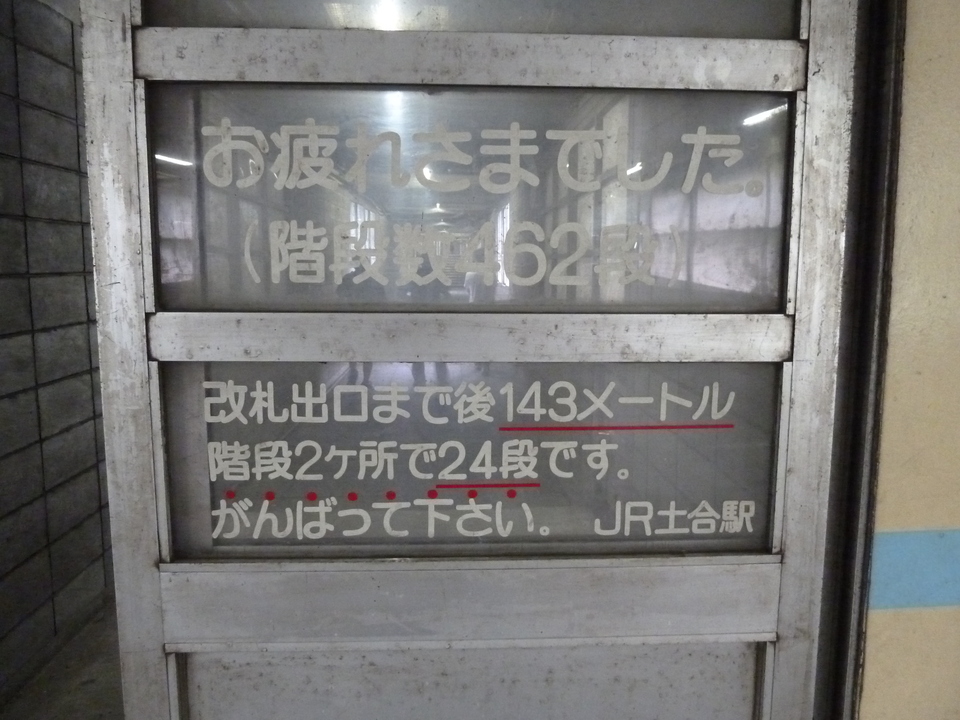 お疲れさまでした。
(階段数462段)
改札出口まで後143メートル
階段2ケ所で24段です。
がんばって下さい。 JR土合駅